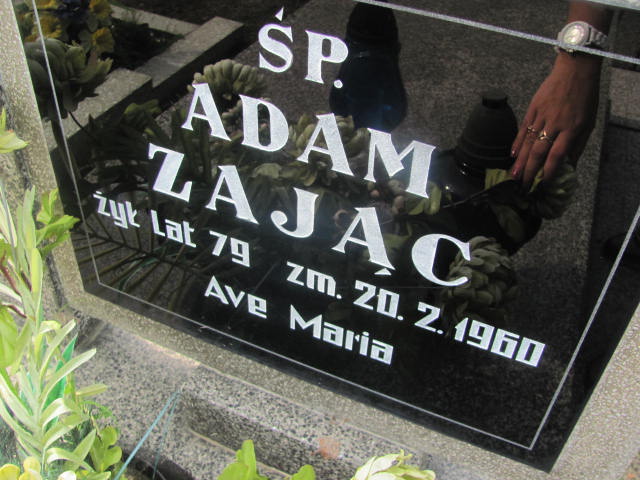 ŚP.
ADAM
ZAJĄC
żył lat 79 zm. 20. 2. 1960
Ave Maria